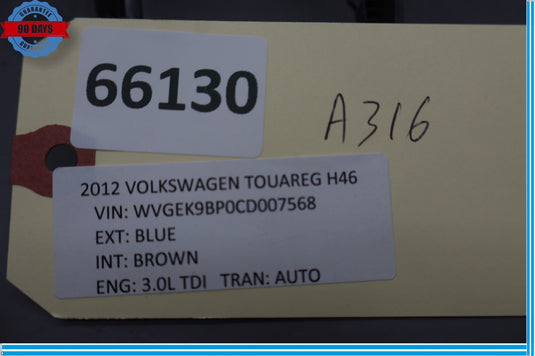 GUARANTEE
90 DAYS
66130
A316
2012 VOLKSWAGEN TOUAREG H46
VIN: WVGEK9BP0CD007568
EXT: BLUE
INT: BROWN
ENG: 3.0L TDI TRAN: AUTO